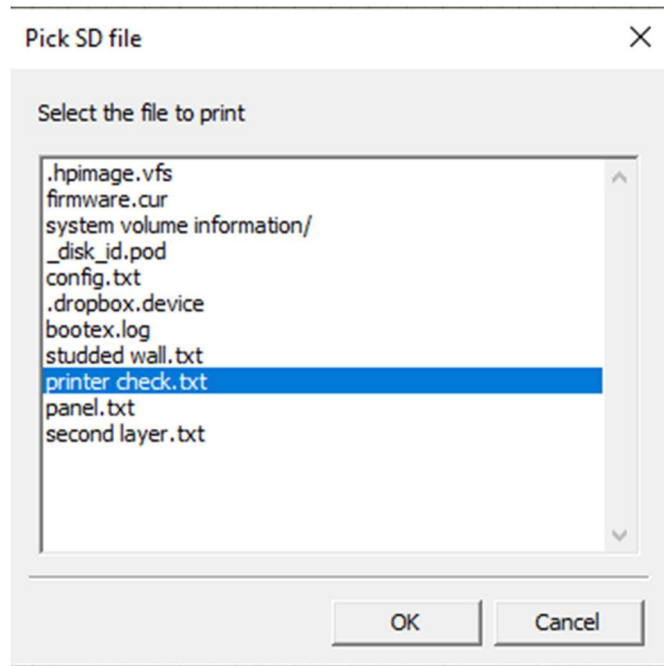 Pick SD file
Select the file to print
.hpimage.vfs
firmware.cur
system volume information/
_disk_id.pod
config.txt
.dropbox.device
bootex.log
studded wall.txt
printer check.txt
panel.txt
second layer.txt
OK
Cancel